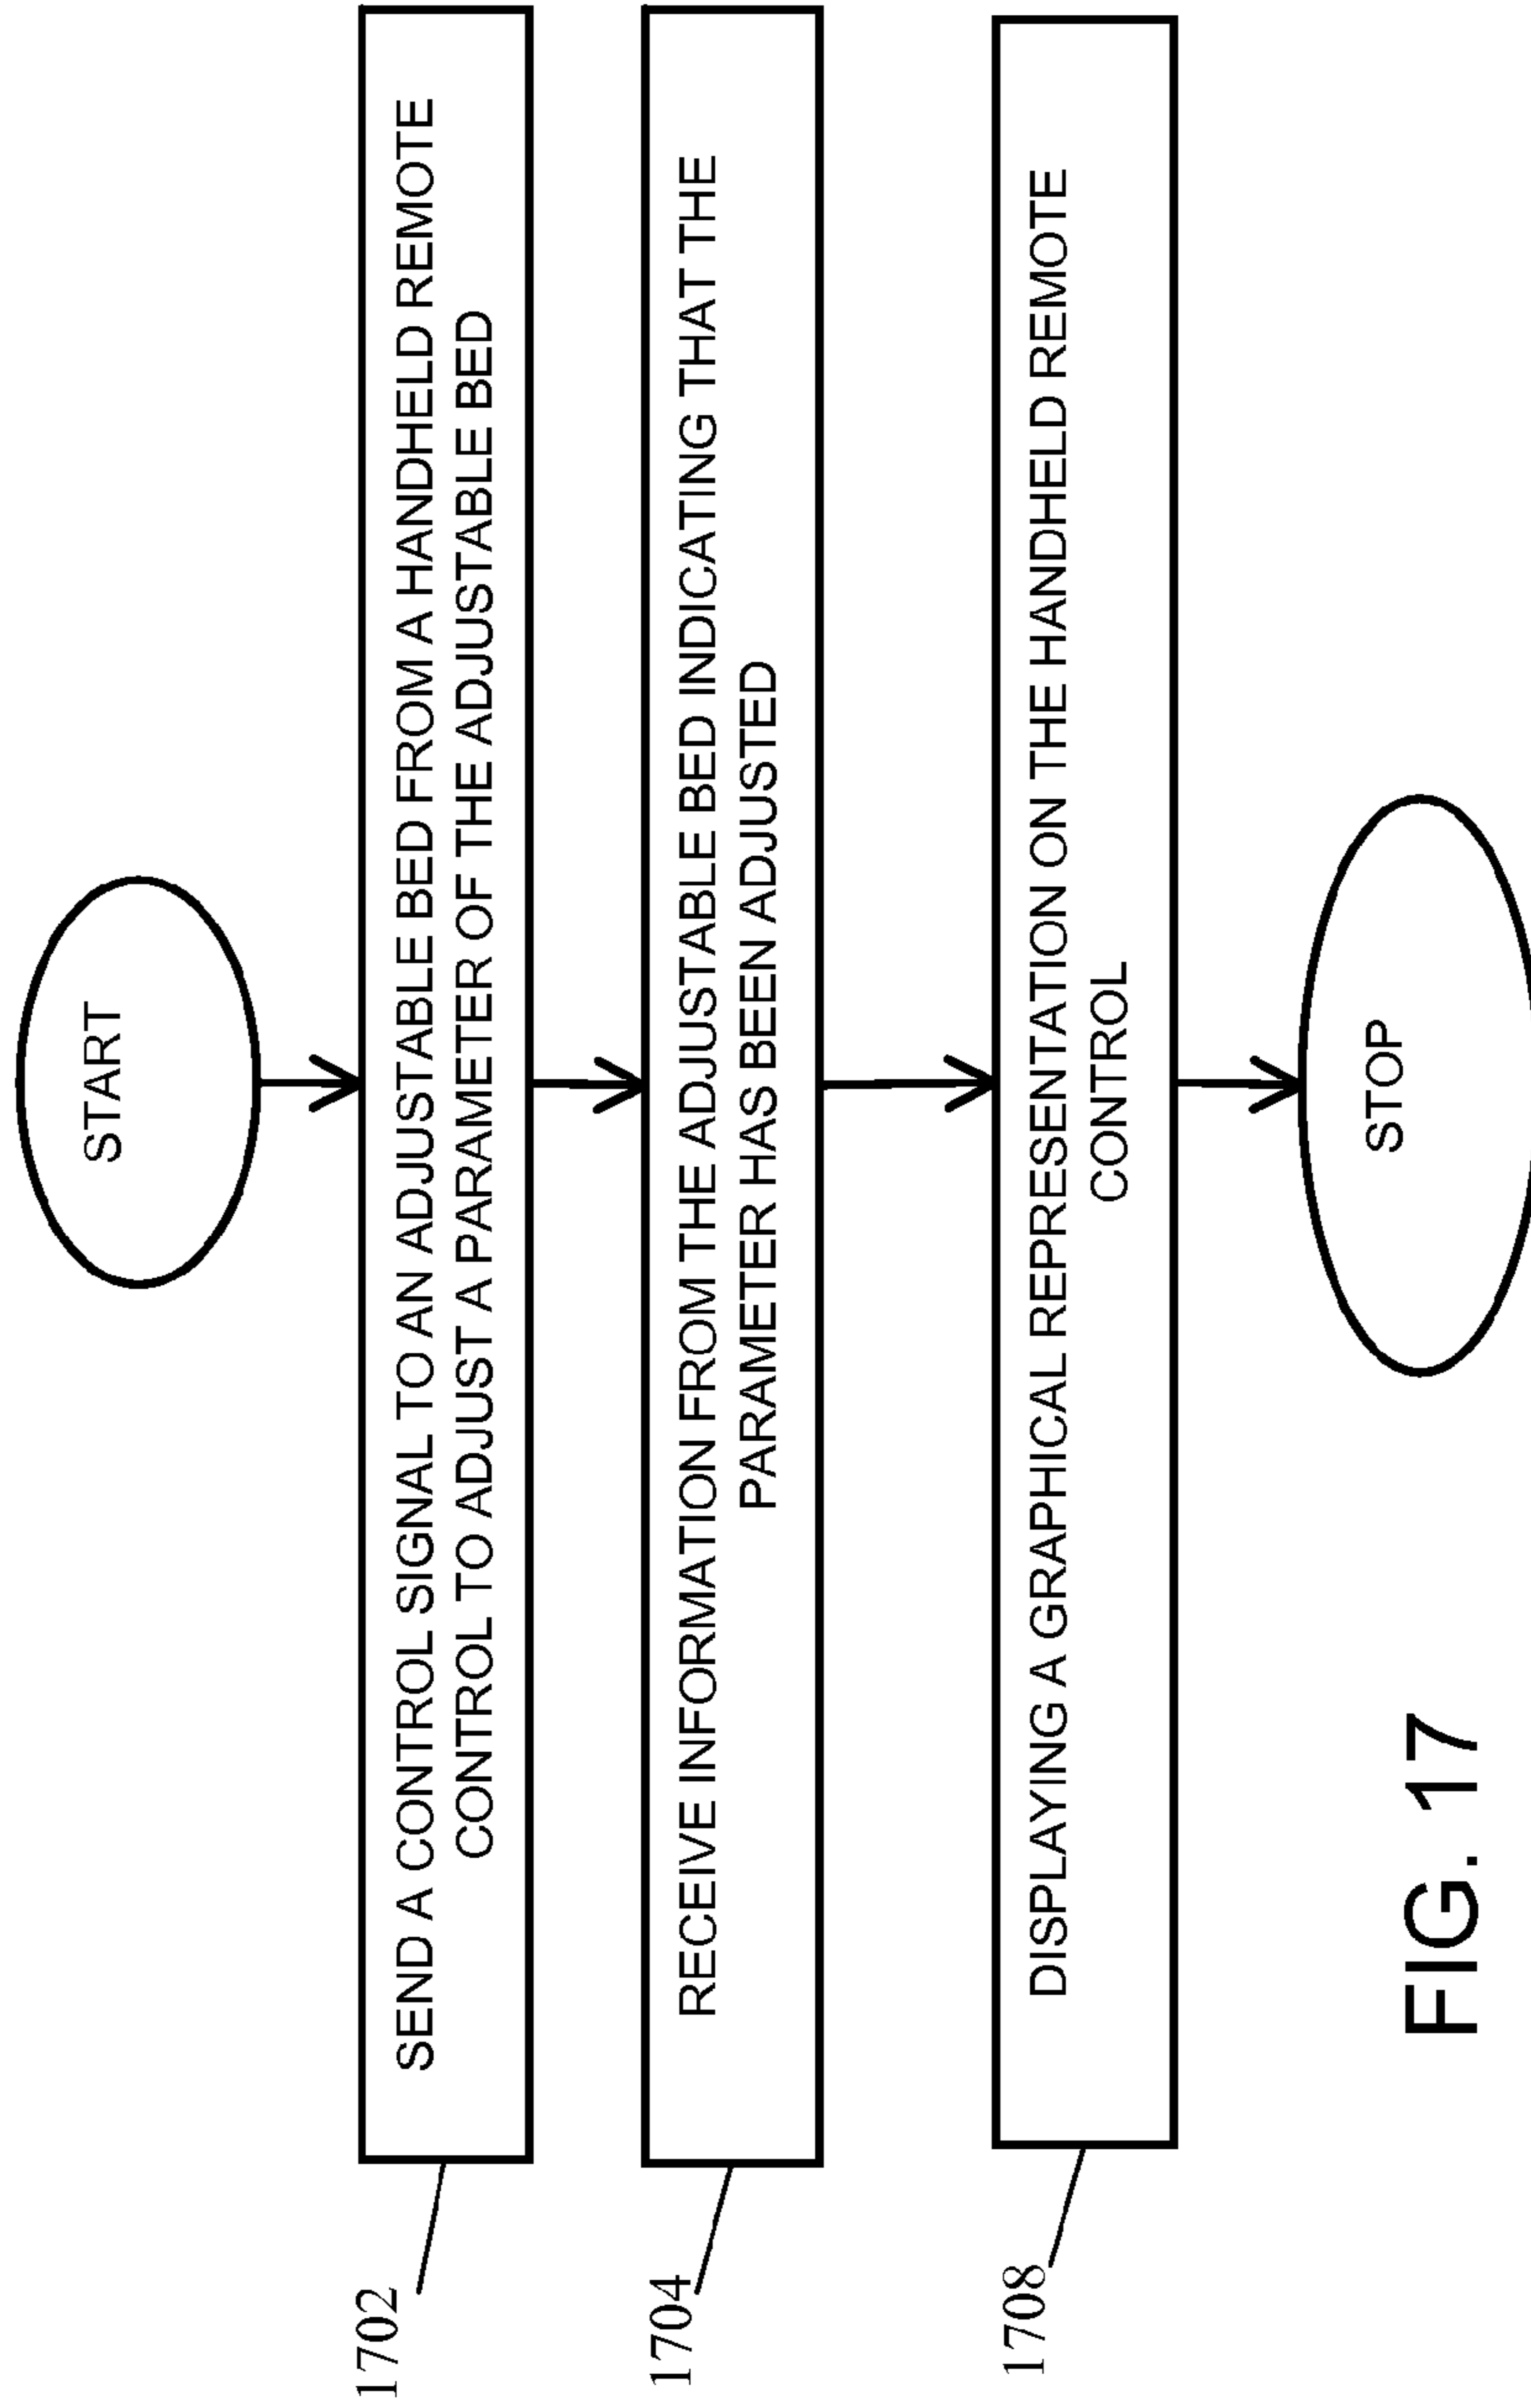 START
1702
SEND A CONTROL SIGNAL TO AN ADJUSTABLE BED FROM A HANDHELD REMOTE
CONTROL TO ADJUST A PARAMETER OF THE ADJUSTABLE BED
1704
RECEIVE INFORMATION FROM THE ADJUSTABLE BED INDICATING THAT THE
PARAMETER HAS BEEN ADJUSTED
1708
DISPLAYING A GRAPHICAL REPRESENTATION ON THE HANDHELD REMOTE
CONTROL
STOP
FIG. 17